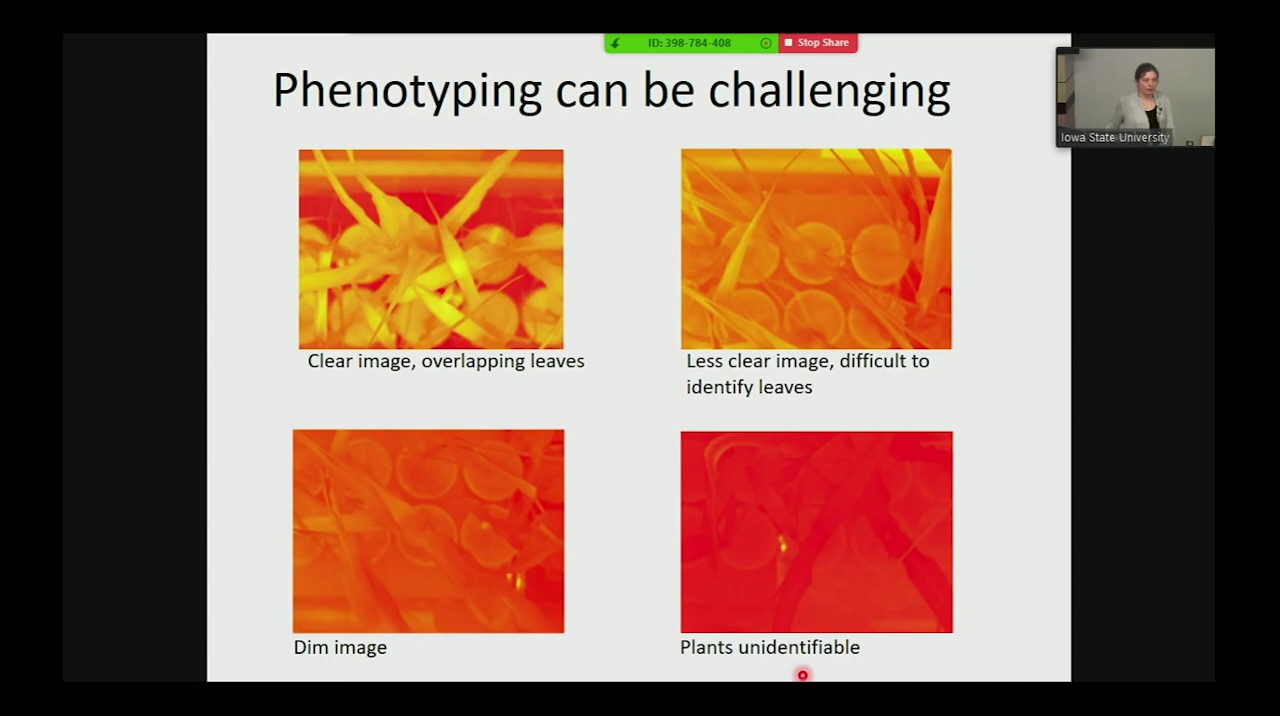 ID: 398-784-408
Stop Share
Phenotyping can be challenging
Iowa State University
Clear image, overlapping leaves
Less clear image, difficult to
identify leaves
Dim image
Plants unidentifiable